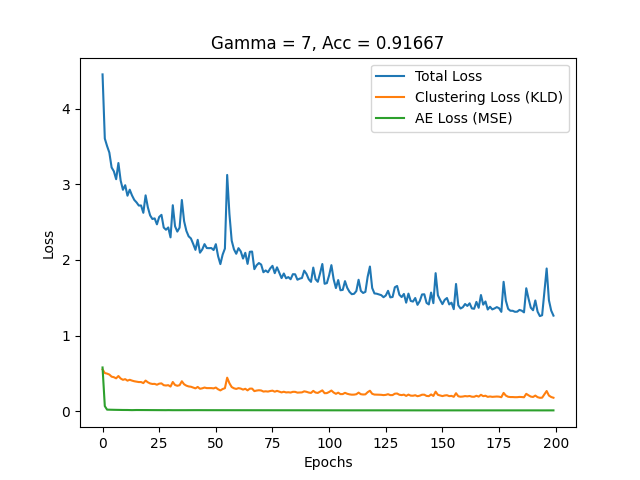 Gamma = 7, Acc = 0.91667
Total Loss
Clustering Loss (KLD)
AE Loss (MSE)
Loss
4
3
2
1
0
0 25 50 75 100 125 150 175 200
Epochs